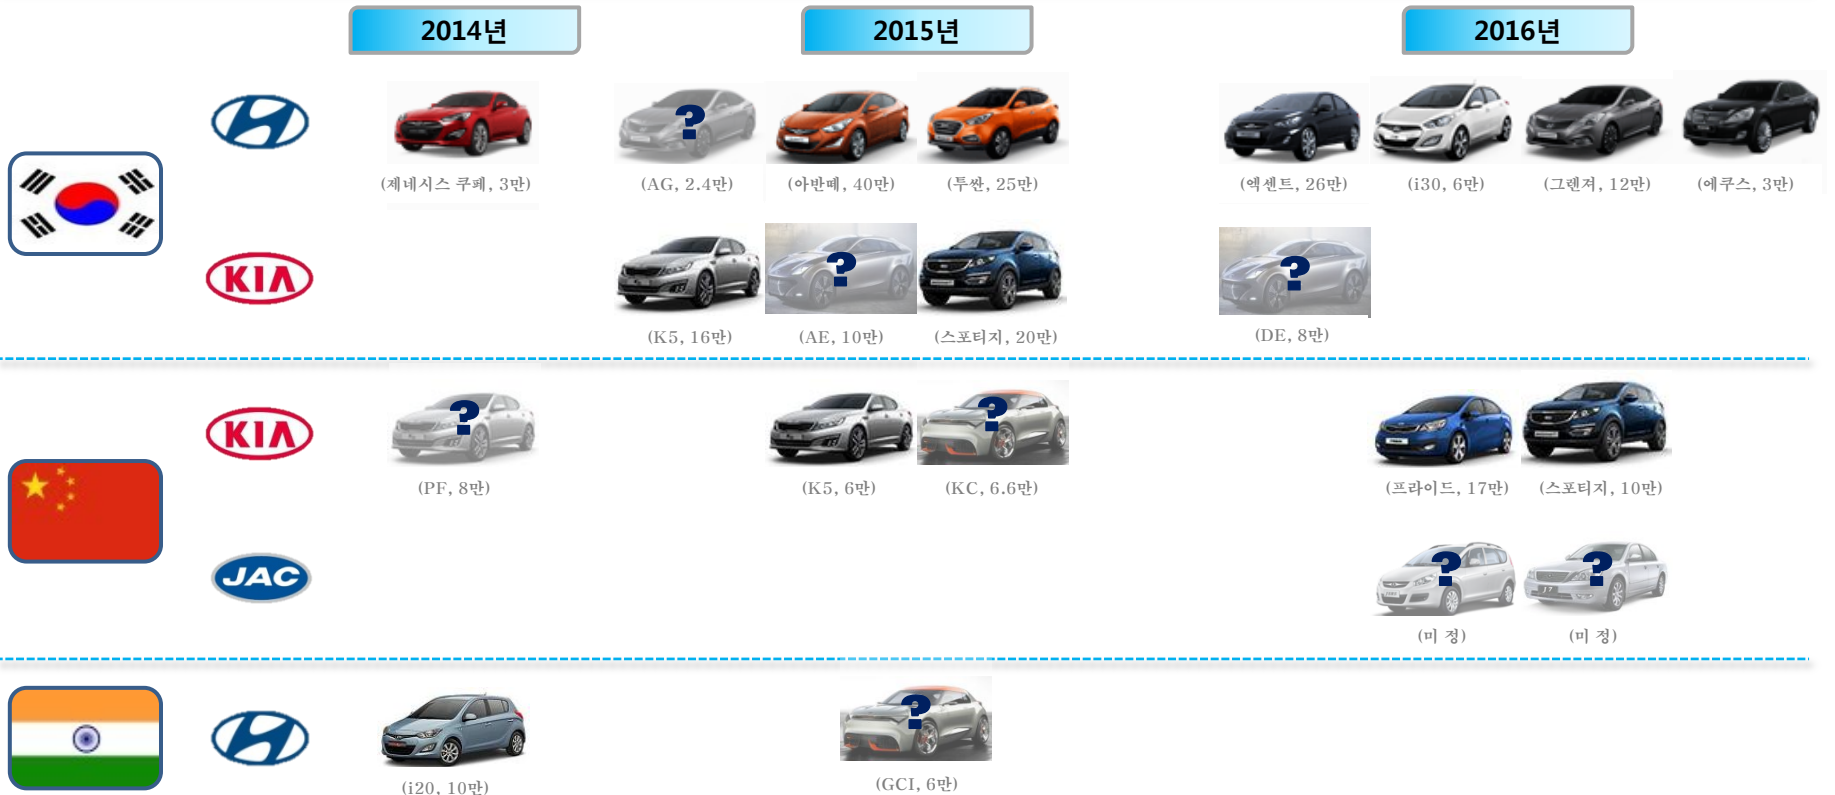 2014년
2015년
2016년
(제네시스 쿠페, 3만)
?
(AG, 2.4만)
(아반떼, 40만)
(투싼, 25만)
(엑센트, 26만)
(i30, 6만)
(그렌져, 12만)
(에쿠스, 3만)
KIA
(K5, 16만)
?
(AE, 10만)
(스포티지, 20만)
?
(DE, 8만)
KIA
?
(PF, 8만)
(K5, 6만)
?
(KC, 6.6만)
(프라이드, 17만)
(스포티지, 10만)
JAC
?
(미 정)
?
(미 정)
(i20, 10만)
?
(GCI, 6만)